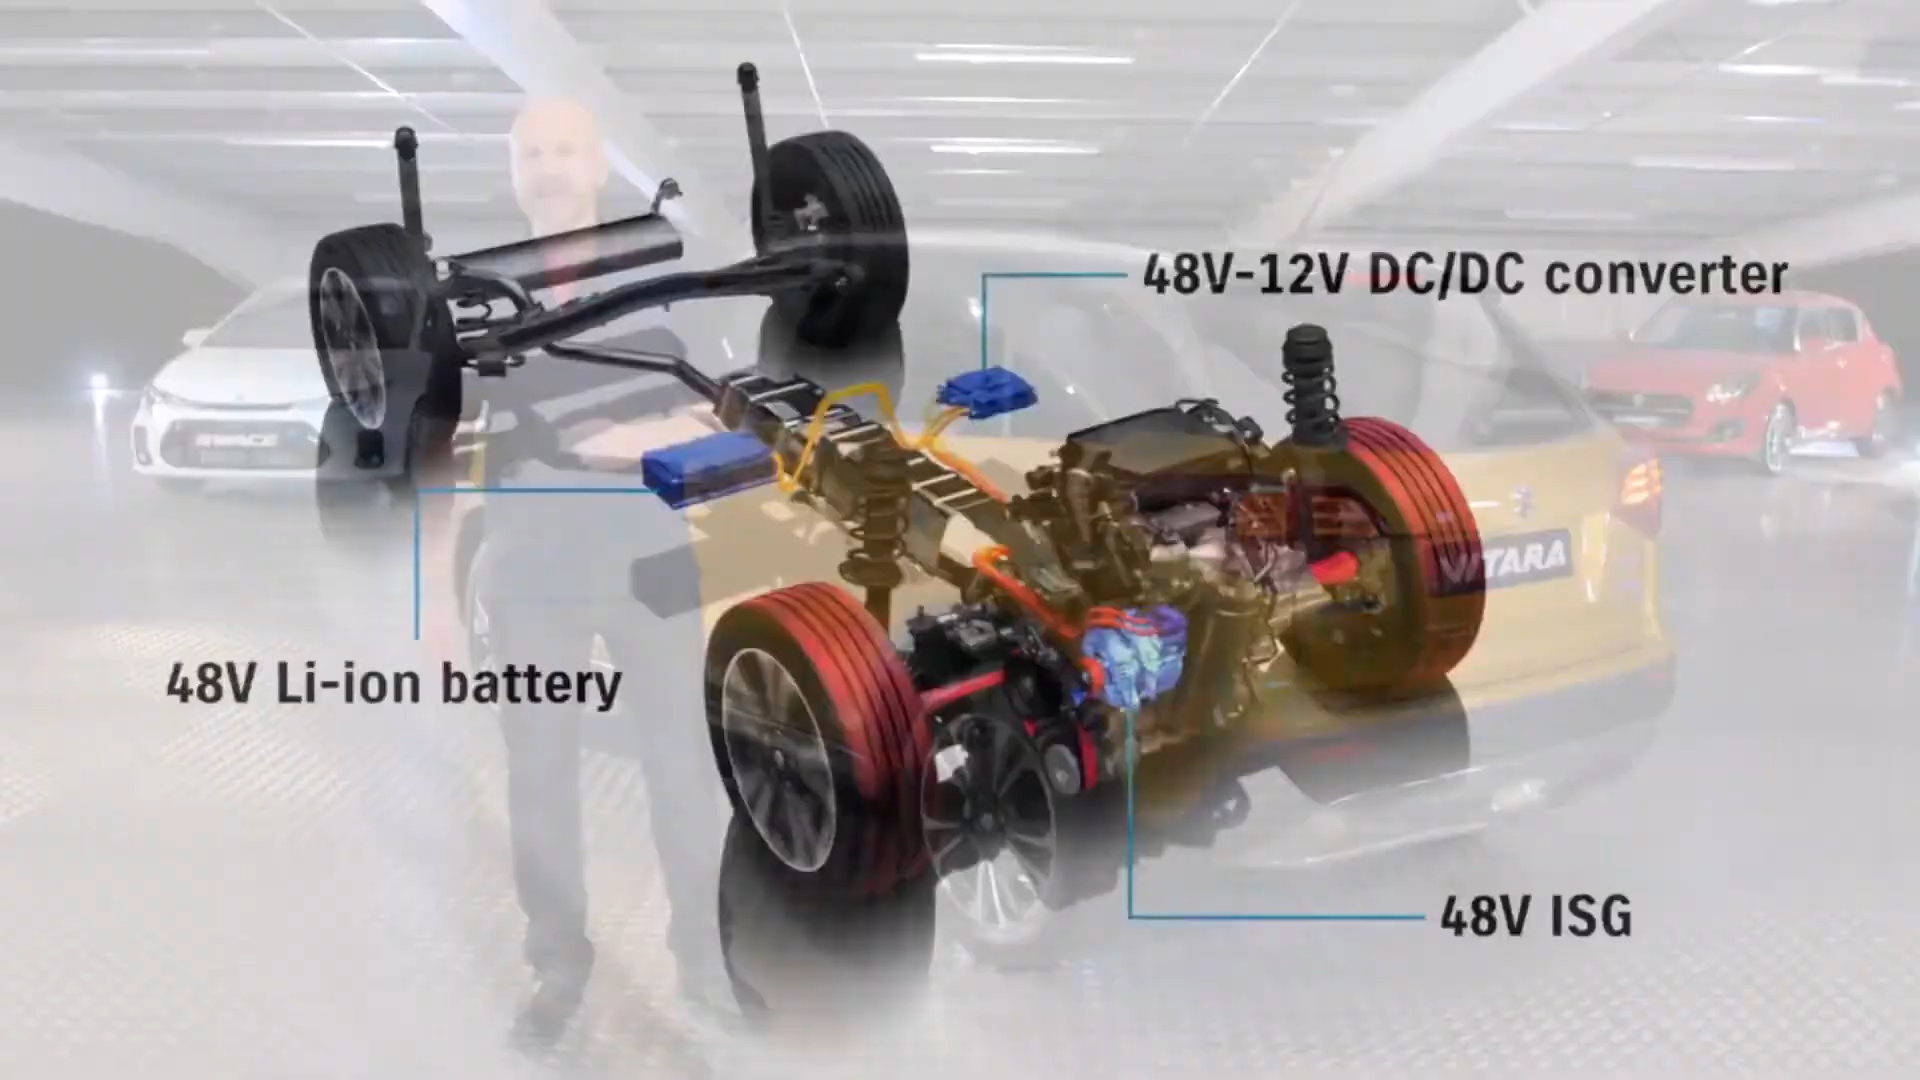 48V-12V DC/DC converter
48V Li-ion battery
VITARA
48V ISG